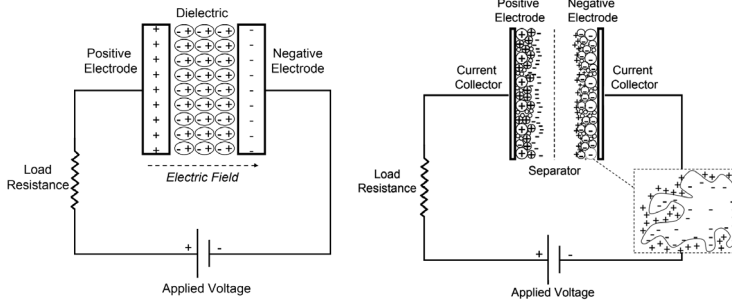 Dielectric
Positive
Electrode
Negative
Electrode
Load
Resistance
Electric Field
+ -
Applied Voltage
Positive
Electrode
Negative
Electrode
Current
Collector
Current
Collector
Separator
Load
Resistance
+ -
Applied Voltage